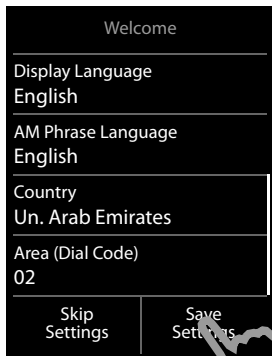 Welcome
Display Language
English
AM Phrase Language
English
Country
Un. Arab Emirates
Area (Dial Code)
02
Skip
Settings
Save
Settings